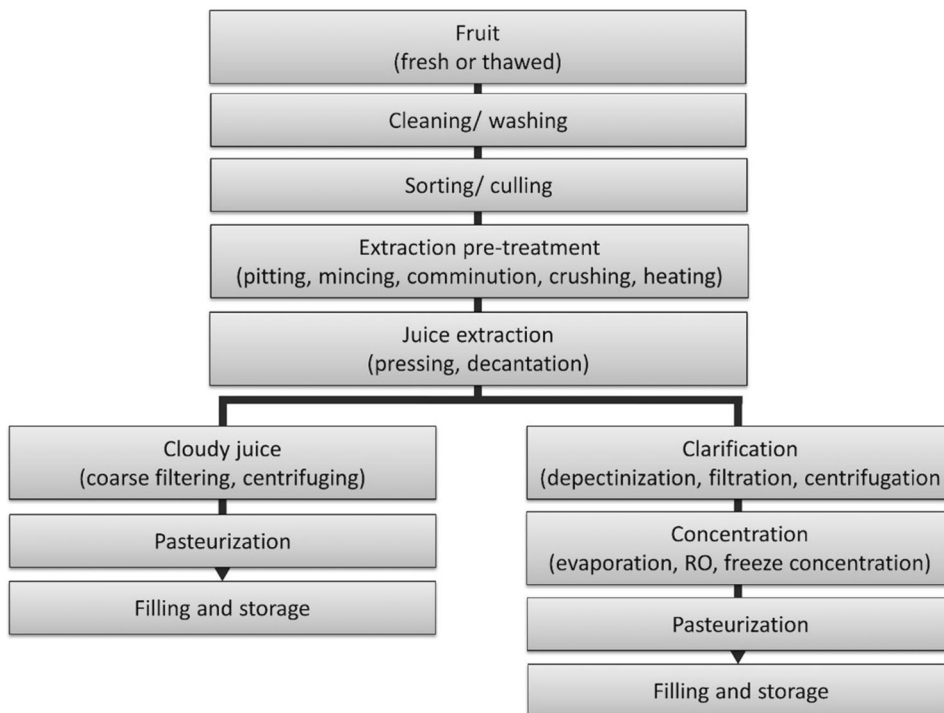 Fruit
(fresh or thawed)
Cleaning/ washing
Sorting/ culling
Extraction pre-treatment
(pitting, mincing, comminution, crushing, heating)
Juice extraction
(pressing, decantation)
Cloudy juice
(coarse filtering, centrifuging)
Pasteurization
Filling and storage
Clarification
(depectinization, filtration, centrifugation
Concentration
(evaporation, RO, freeze concentration)
Pasteurization
Filling and storage